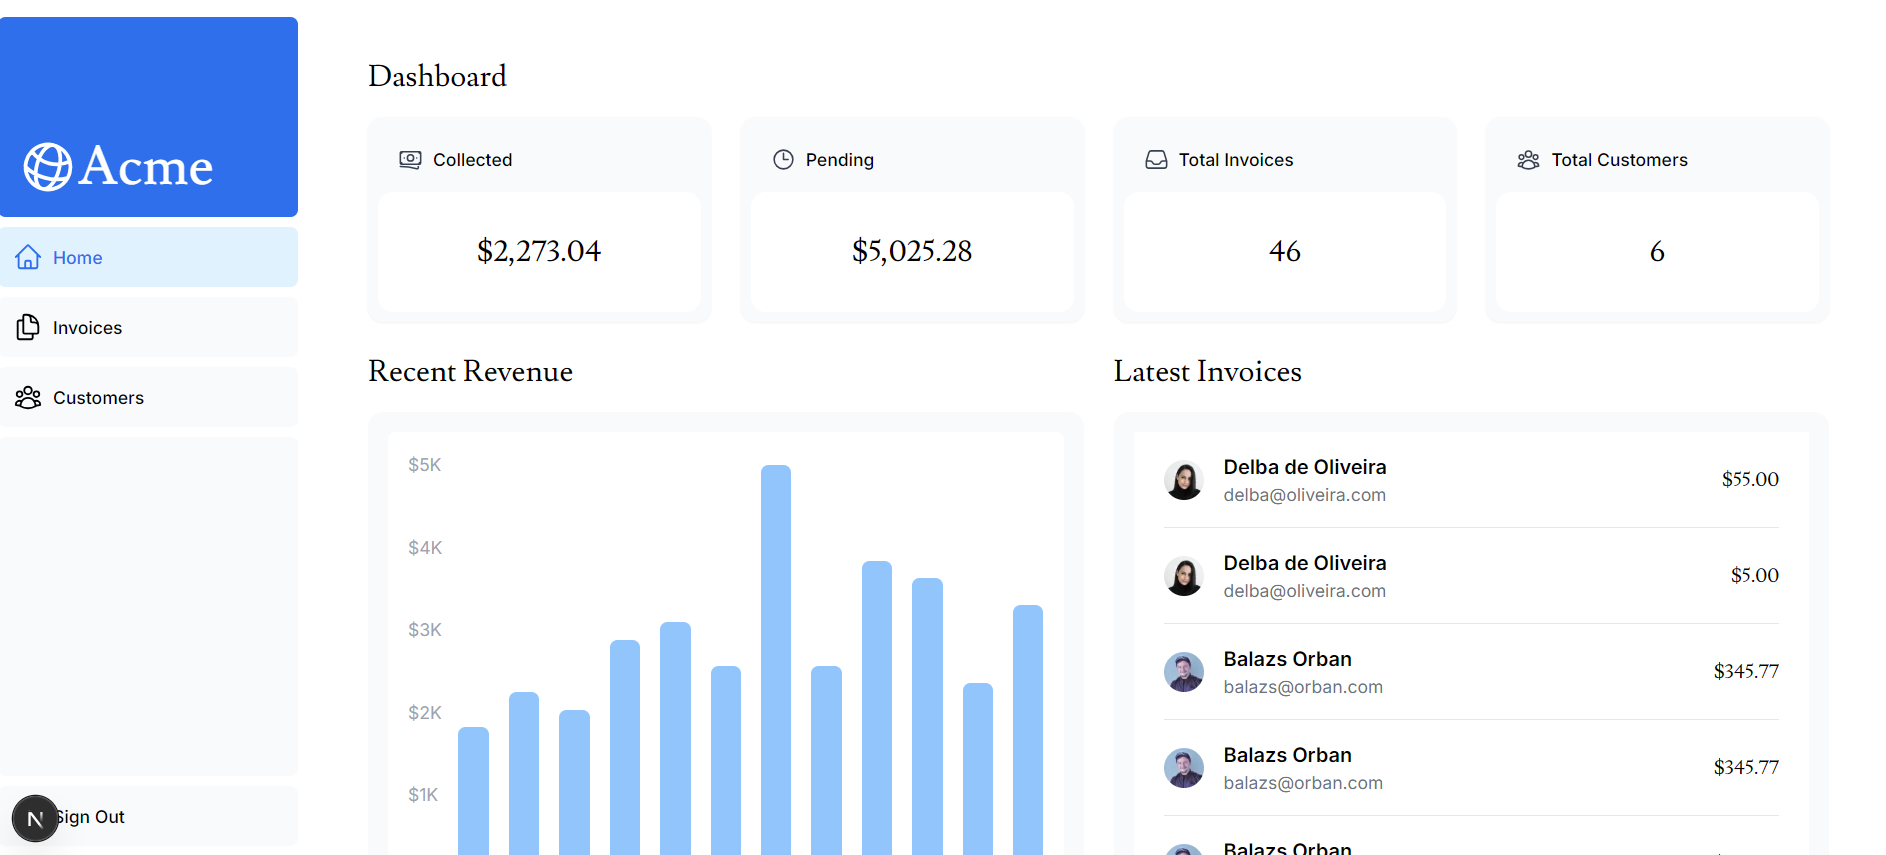 Acme
Home
Invoices
Customers
Sign Out
N
Dashboard
Collected
$2,273.04
Pending
$5,025.28
Total Invoices
46
Total Customers
6
Recent Revenue
$5K
$4K
$3K
$2K
$1K
Latest Invoices
Delba de Oliveira
delba@oliveira.com
$55.00
Delba de Oliveira
delba@oliveira.com
$5.00
Balazs Orban
balazs@orban.com
$345.77
Balazs Orban
balazs@orban.com
$345.77
Balazs Orban